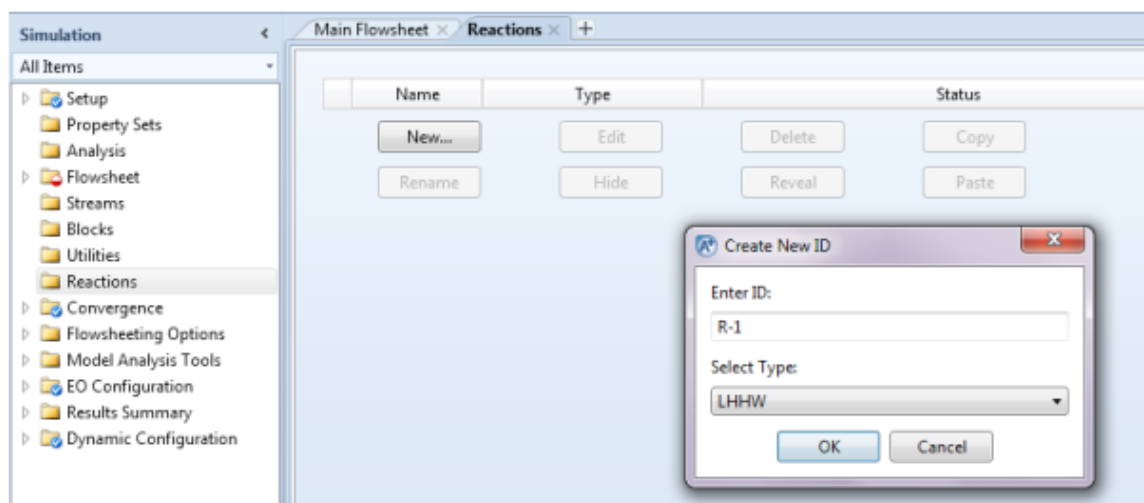 Simulation
All Items
Setup
Property Sets
Analysis
Flowsheet
Streams
Blocks
Utilities
Reactions
Convergence
Flowsheeting Options
Model Analysis Tools
EO Configuration
Results Summary
Dynamic Configuration
Main Flowsheet Reactions +
Name Type Status
New... Edit Delete Copy
Rename Hide Reveal Paste
Create New ID
Enter ID:
R-1
Select Type:
LHHW
OK Cancel